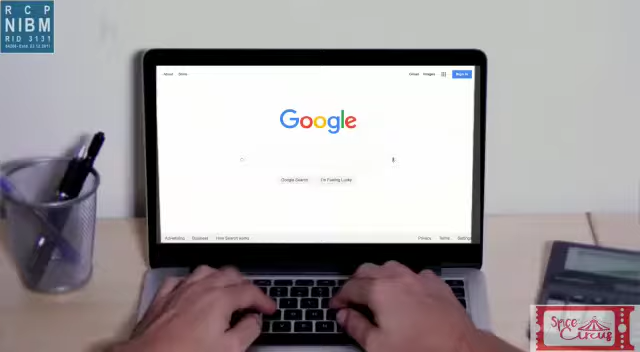 RCP
NIBM
RID 3131
About Store
Gmail Images Sign in
Google
Google Search I'm Feeling Lucky
Advertising Business How Search works
Privacy Terms Settings
Spice
Circus